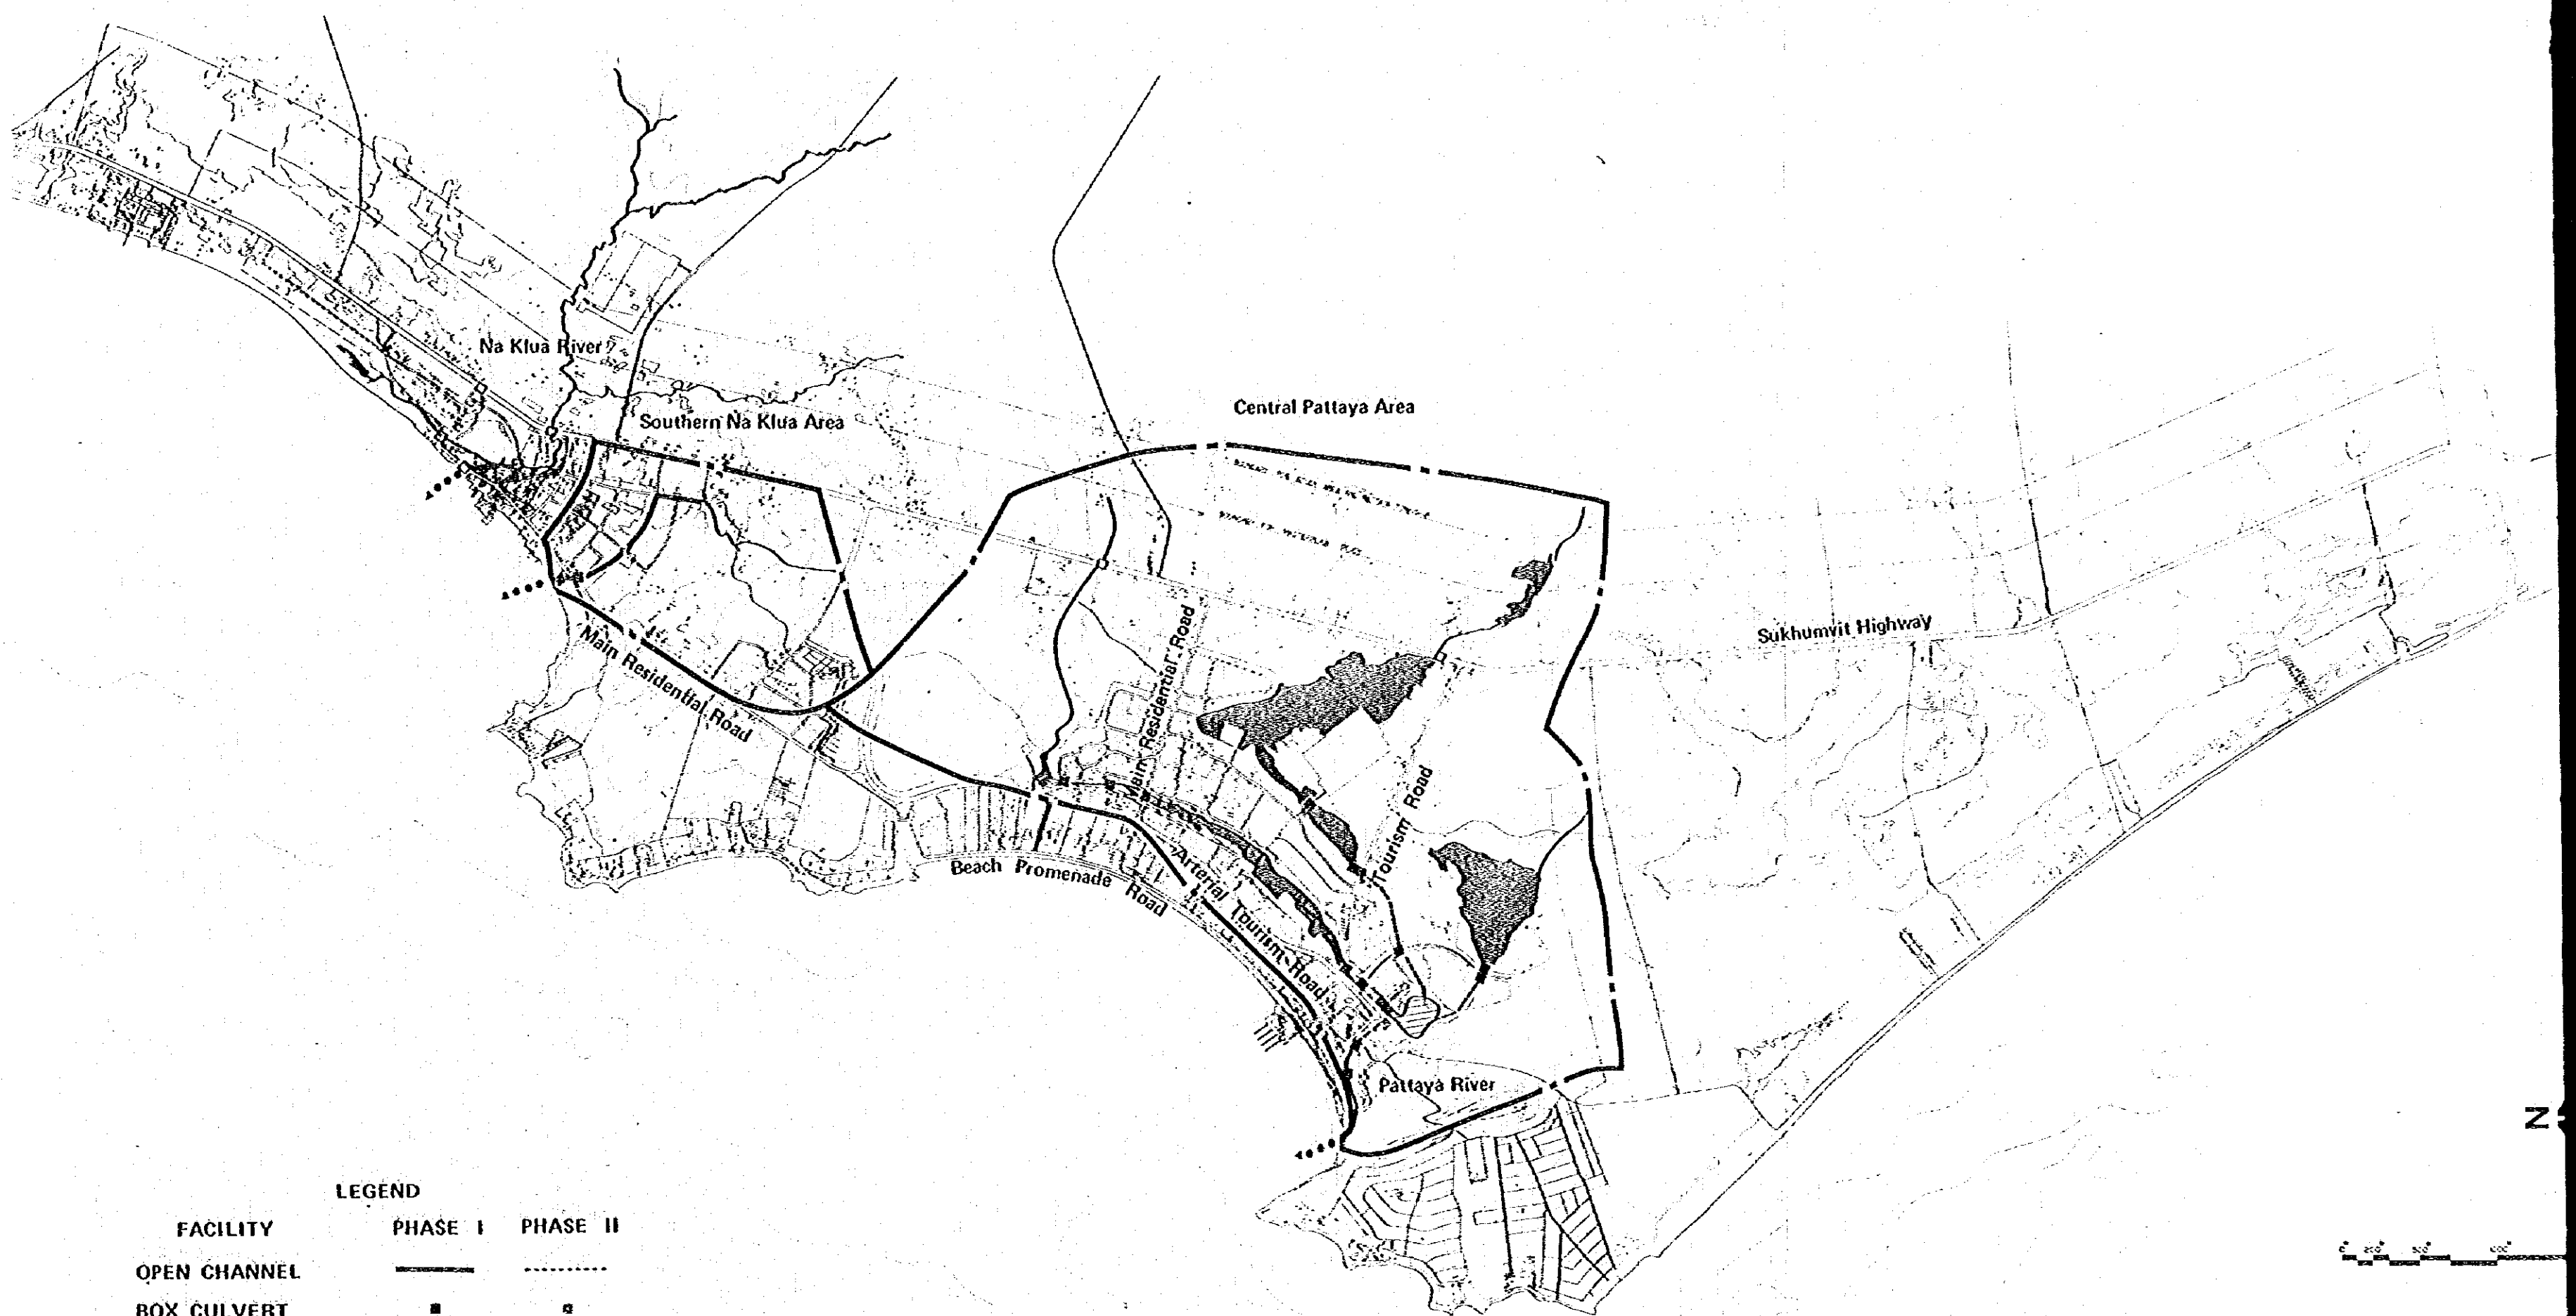 Na Klua River
Southern Na Klua Area
Central Pattaya Area
Main Residential Road
Main Residential Road
Sukhumvit Highway
Tourism Road
Beach Promenade Road
Arterial Tourism Road
Pattaya River
N
LEGEND
FACILITY PHASE I PHASE II
OPEN CHANNEL
BOX CULVERT